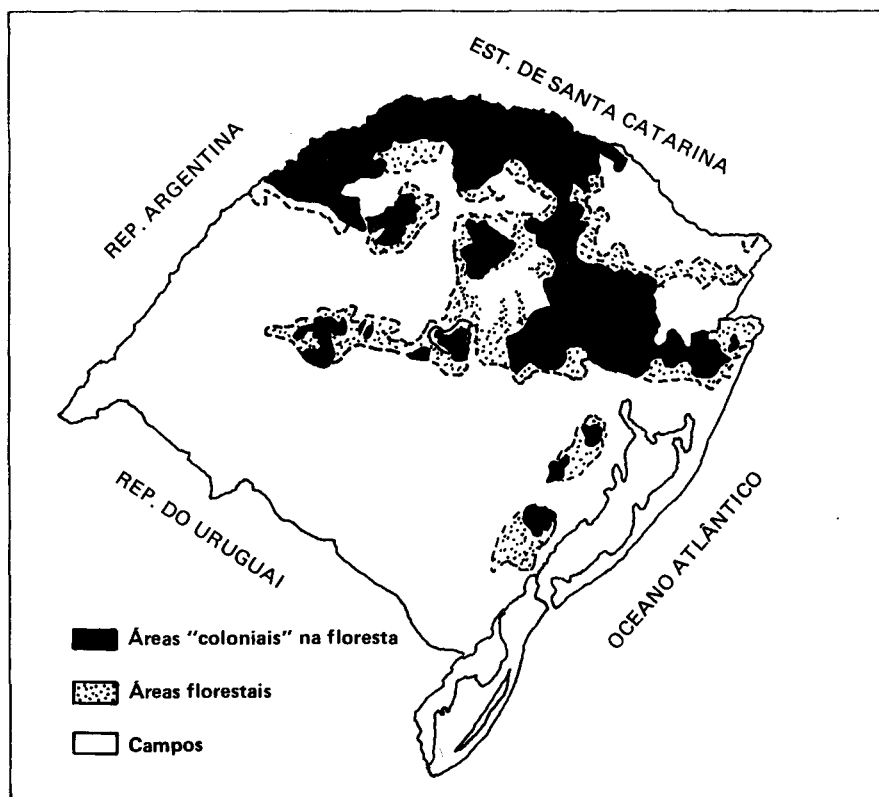 EST. DE SANTA CATARINA
REP. ARGENTINA
REP. DO URUGUAI
OCEANO ATLÂNTICO
Áreas "coloniais" na floresta
Áreas florestais
Campos